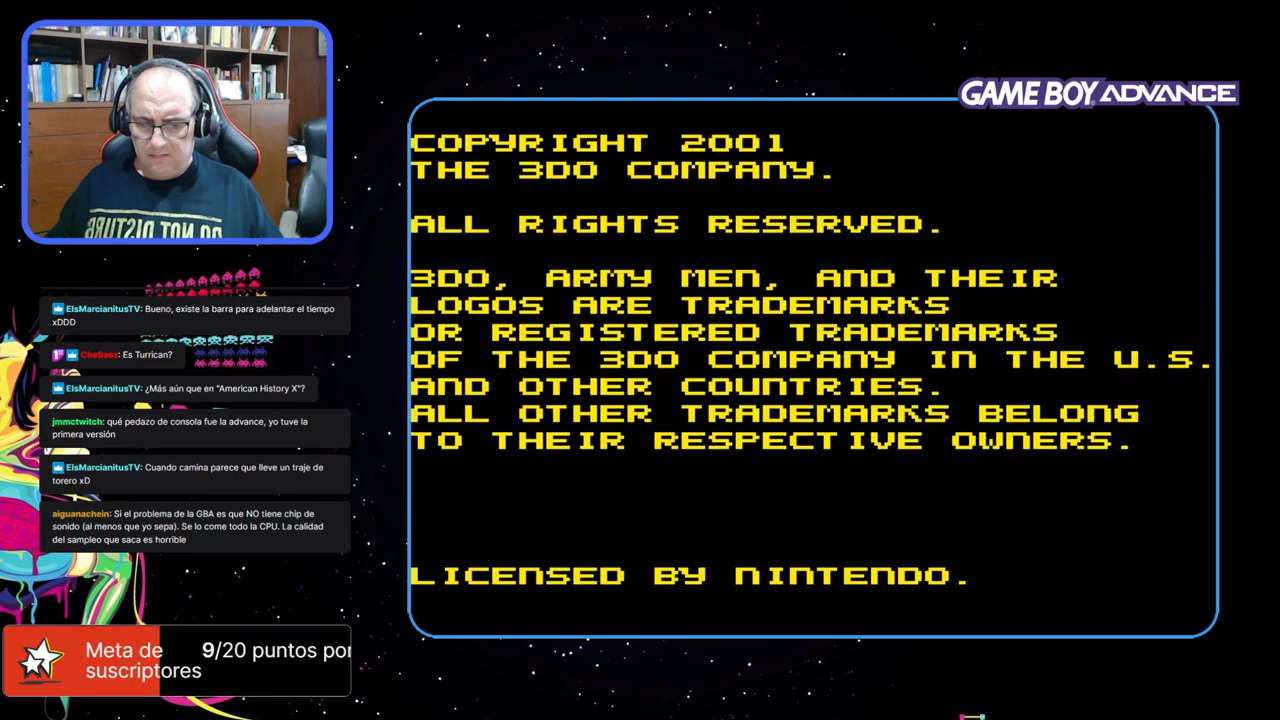 GAME BOY ADVANCE
COPYRIGHT 2001
THE 3DO COMPANY.
ALL RIGHTS RESERVED.
3DO, ARMY MEN, AND THEIR
LOGOS ARE TRADEMARKS
OR REGISTERED TRADEMARKS
OF THE 3DO COMPANY IN THE U.S.
AND OTHER COUNTRIES.
ALL OTHER TRADEMARKS BELONG
TO THEIR RESPECTIVE OWNERS.
LICENSED BY NINTENDO.
DO NOT DISTURB
ElsMarcianitusTV: Bueno, existe la barra para adelantar el tiempo
xDDD
CheSaez: Es Turrican?
ElsMarcianitusTV: ¿Más aún que en "American History X"?
jmmctwitch: qué pedazo de consola fue la advance, yo tuve la
primera versión
ElsMarcianitusTV: Cuando camina parece que lleve un traje de
torero xD
aiguanachein: Si el problema de la GBA es que NO tiene chip de
sonido (al menos que yo sepa). Se lo come todo la CPU. La calidad
del sampleo que saca es horrible
Meta de
suscriptores
9/20 puntos por